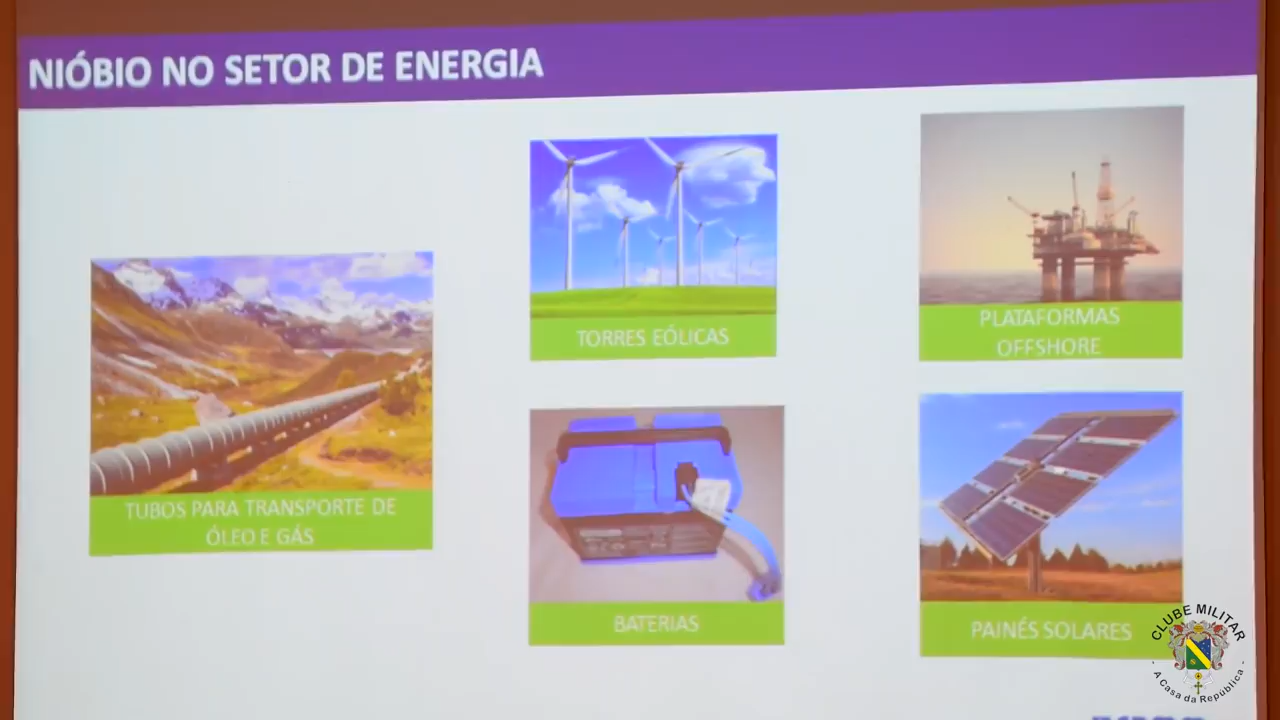 NIÓBIO NO SETOR DE ENERGIA
TORRES EÓLICAS
PLATAFORMAS
OFFSHORE
TUBOS PARA TRANSPORTE DE
ÓLEO E GÁS
BATERIAS
PAINÉS SOLARES
CLUBE MILITAR
- A Casa da República -